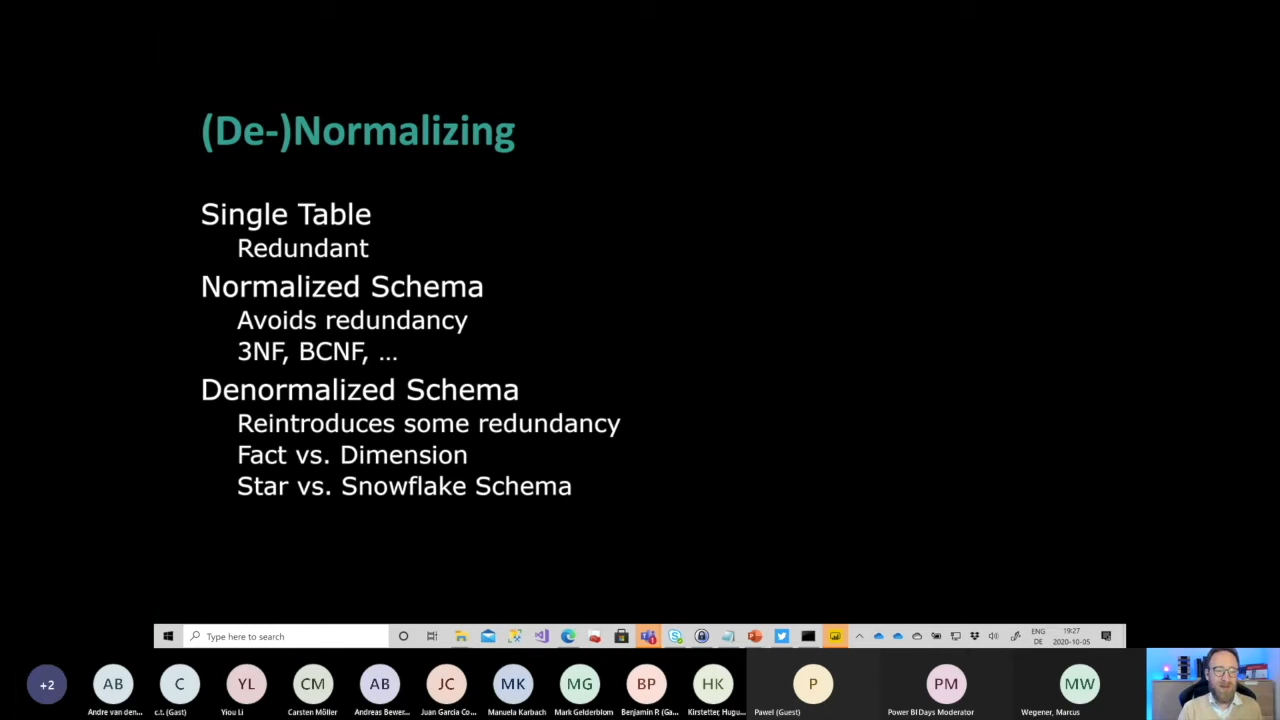 (De-)Normalizing
Single Table
Redundant
Normalized Schema
Avoids redundancy
3NF, BCNF, ...
Denormalized Schema
Reintroduces some redundancy
Fact vs. Dimension
Star vs. Snowflake Schema
Type here to search
ENG
DE
19:27
2020-10-05
+2
AB
C
YL
CM
AB
JC
MK
MG
BP
HK
P
PM
MW
Andre van den...
c.t. (Gast)
Yiou Li
Carsten Möller
Andreas Bewer...
Juan Garcia Co...
Manuela Karbach
Mark Gelderblom
Benjamin R (Ga...
Kirstetter, Hugu...
Pawel (Guest)
Power BI Days Moderator
Wegener, Marcus